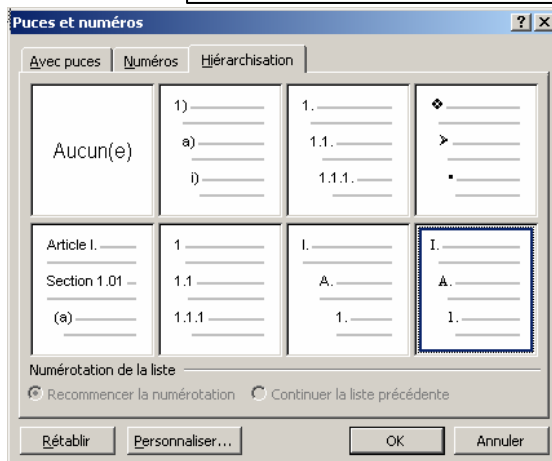 Puces et numéros
Avec puces Numéros Hiérarchisation
Aucun(e)
1)
a)
i)
1.
1.1.
1.1.1.
Article I.
Section 1.01
(a)
1
1.1
1.1.1
I.
A.
1.
I.
A.
1.
Numérotation de la liste
Recommencer la numérotation Continuer la liste précédente
Rétablir Personnaliser... OK Annuler